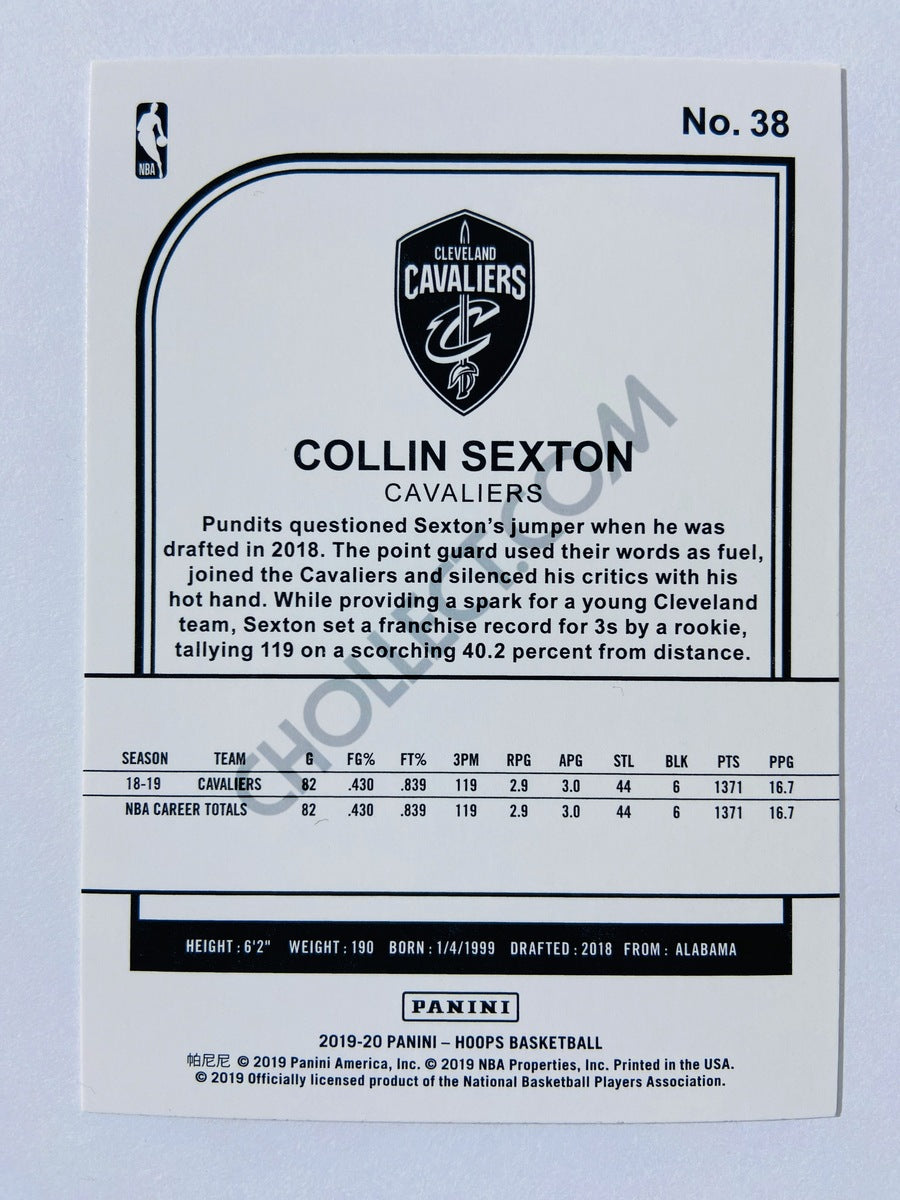 No. 38
NBA
CLEVELAND
CAVALIERS
COLLIN SEXTON
CAVALIERS
Pundits questioned Sexton's jumper when he was
drafted in 2018. The point guard used their words as fuel,
joined the Cavaliers and silenced his critics with his
hot hand. While providing a spark for a young Cleveland
team, Sexton set a franchise record for 3s by a rookie,
tallying 119 on a scorching 40.2 percent from distance.
CHOLLECT.COM
SEASON TEAM G FG% FT% 3PM RPG APG STL BLK PTS PPG
18-19 CAVALIERS 82 .430 .839 119 2.9 3.0 44 6 1371 16.7
NBA CAREER TOTALS 82 .430 .839 119 2.9 3.0 44 6 1371 16.7
HEIGHT: 6'2" WEIGHT: 190 BORN: 1/4/1999 DRAFTED: 2018 FROM: ALABAMA
PANINI
2019-20 PANINI – HOOPS BASKETBALL
帕尼尼 © 2019 Panini America, Inc. © 2019 NBA Properties, Inc. Printed in the USA.
© 2019 Officially licensed product of the National Basketball Players Association.